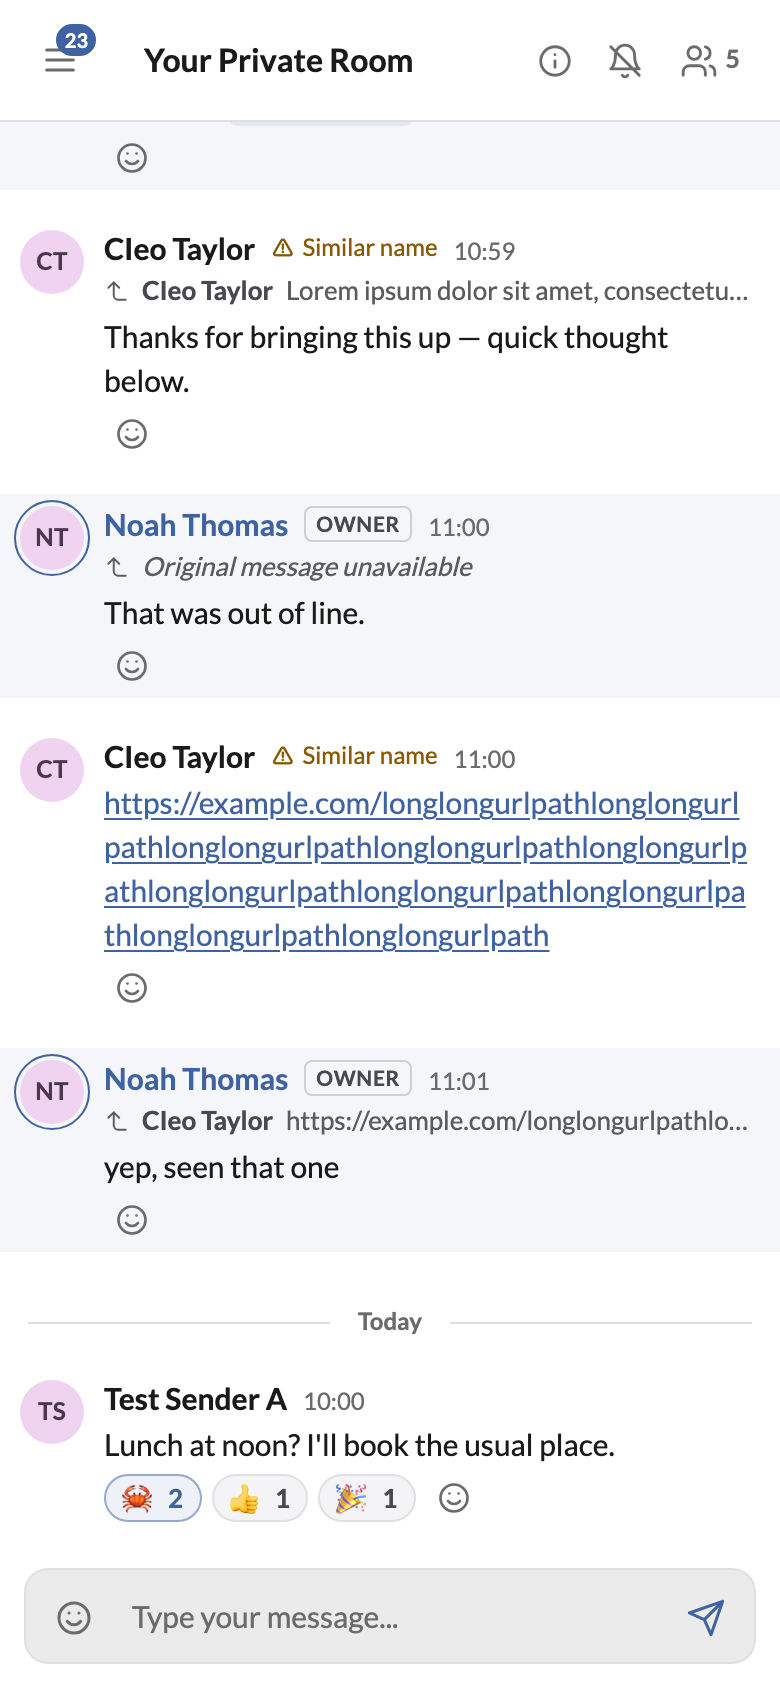 23
Your Private Room
5
CT
Cleo Taylor Similar name 10:59
Cleo Taylor Lorem ipsum dolor sit amet, consectetu...
Thanks for bringing this up — quick thought
below.
NT
Noah Thomas OWNER 11:00
Original message unavailable
That was out of line.
CT
Cleo Taylor Similar name 11:00
https://example.com/longlongurlpathlonglongurl
pathlonglongurlpathlonglongurlpathlonglongurlp
athlonglongurlpathlonglongurlpathlonglongurlpa
thlonglongurlpathlonglongurlpath
NT
Noah Thomas OWNER 11:01
Cleo Taylor https://example.com/longlongurlpathlo...
yep, seen that one
Today
TS
Test Sender A 10:00
Lunch at noon? I'll book the usual place.
2 1 1
Type your message...